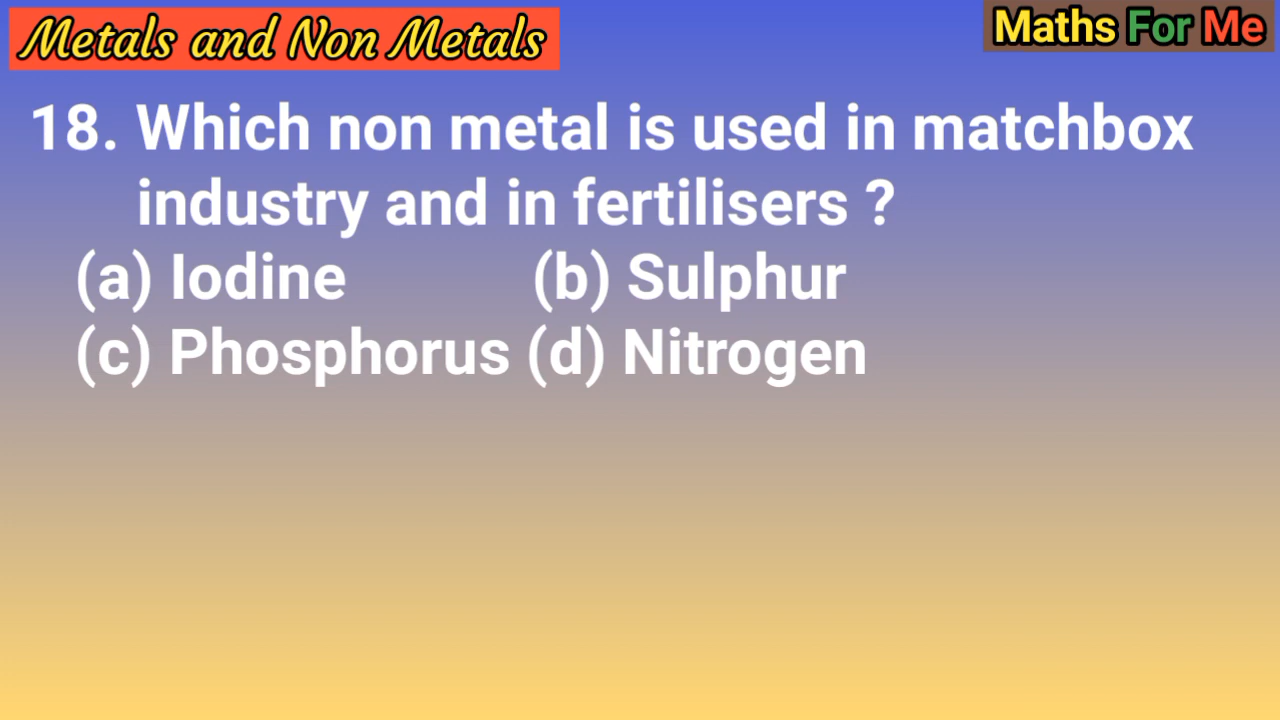 Metals and Non Metals
Maths For Me
18. Which non metal is used in matchbox
industry and in fertilisers ?
(a) Iodine (b) Sulphur
(c) Phosphorus (d) Nitrogen